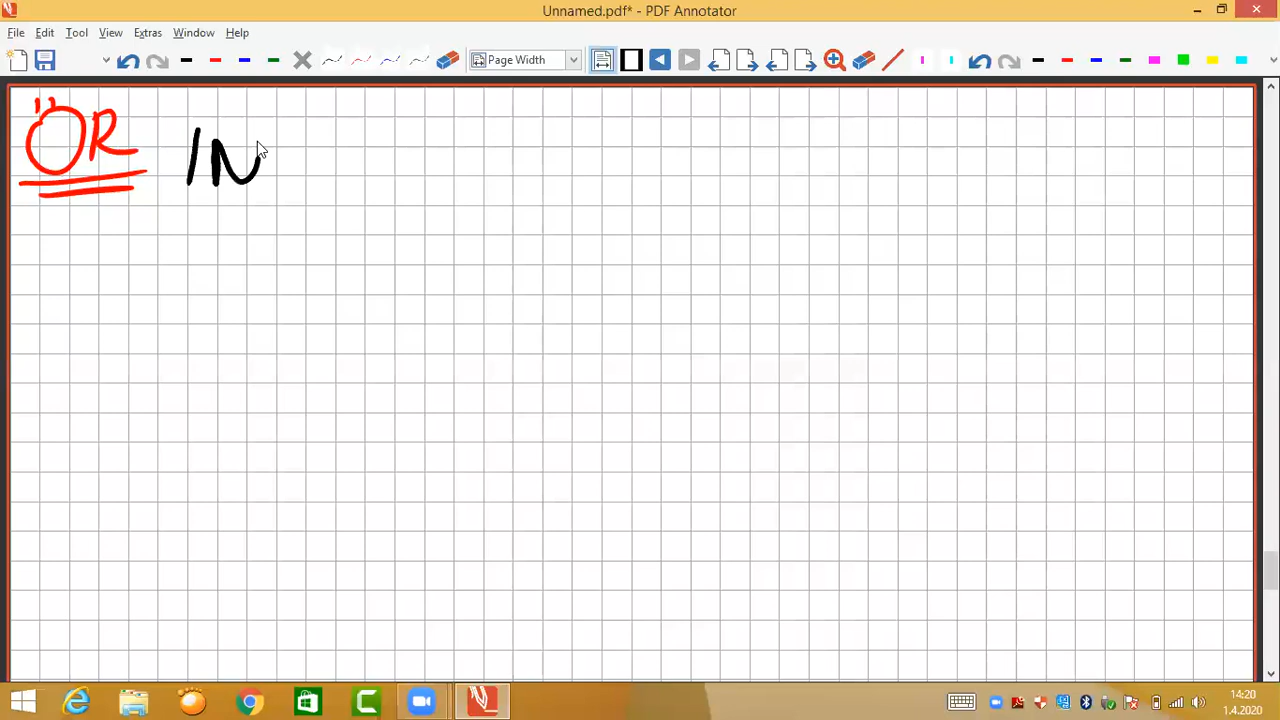 Unnamed.pdf* - PDF Annotator
File Edit Tool View Extras Window Help
Page Width
ÖR IN
14:20
1.4.2020